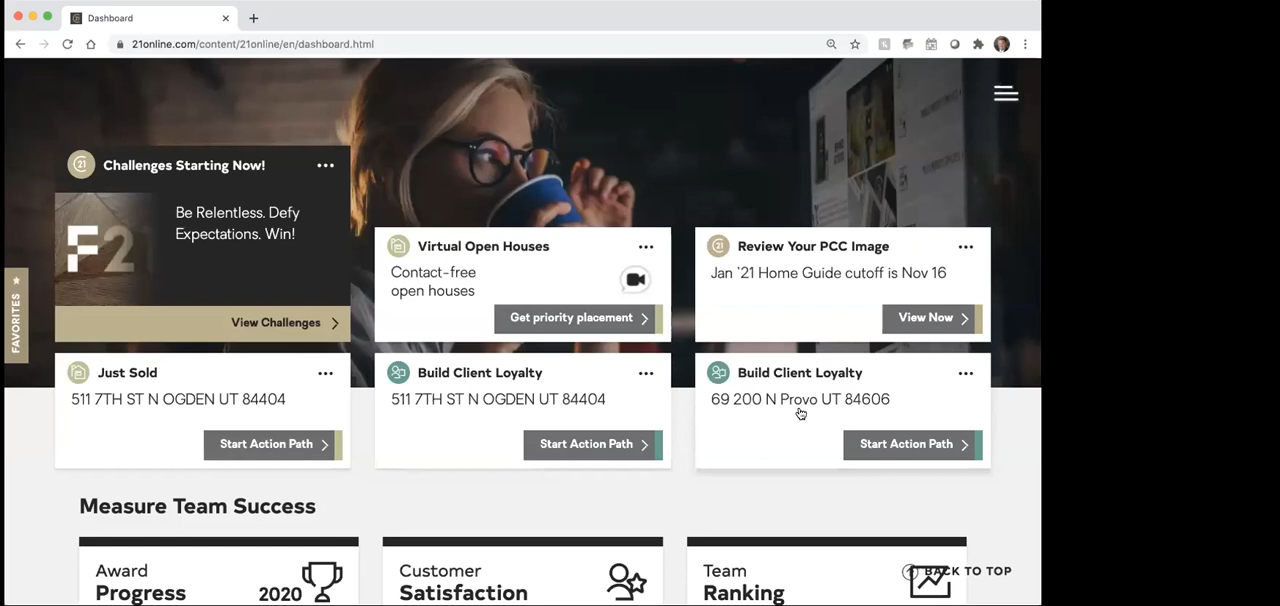 Dashboard
21online.com/content/21online/en/dashboard.html
21
Challenges Starting Now!
F21
Be Relentless. Defy
Expectations. Win!
View Challenges
Virtual Open Houses
Contact-free
open houses
Get priority placement
21
Review Your PCC Image
Jan '21 Home Guide cutoff is Nov 16
View Now
FAVORITES
Just Sold
511 7TH ST N OGDEN UT 84404
Start Action Path
Build Client Loyalty
511 7TH ST N OGDEN UT 84404
Start Action Path
Build Client Loyalty
69 200 N Provo UT 84606
Start Action Path
Measure Team Success
Award
Progress
2020
Customer
Satisfaction
Team
Ranking
BACK TO TOP